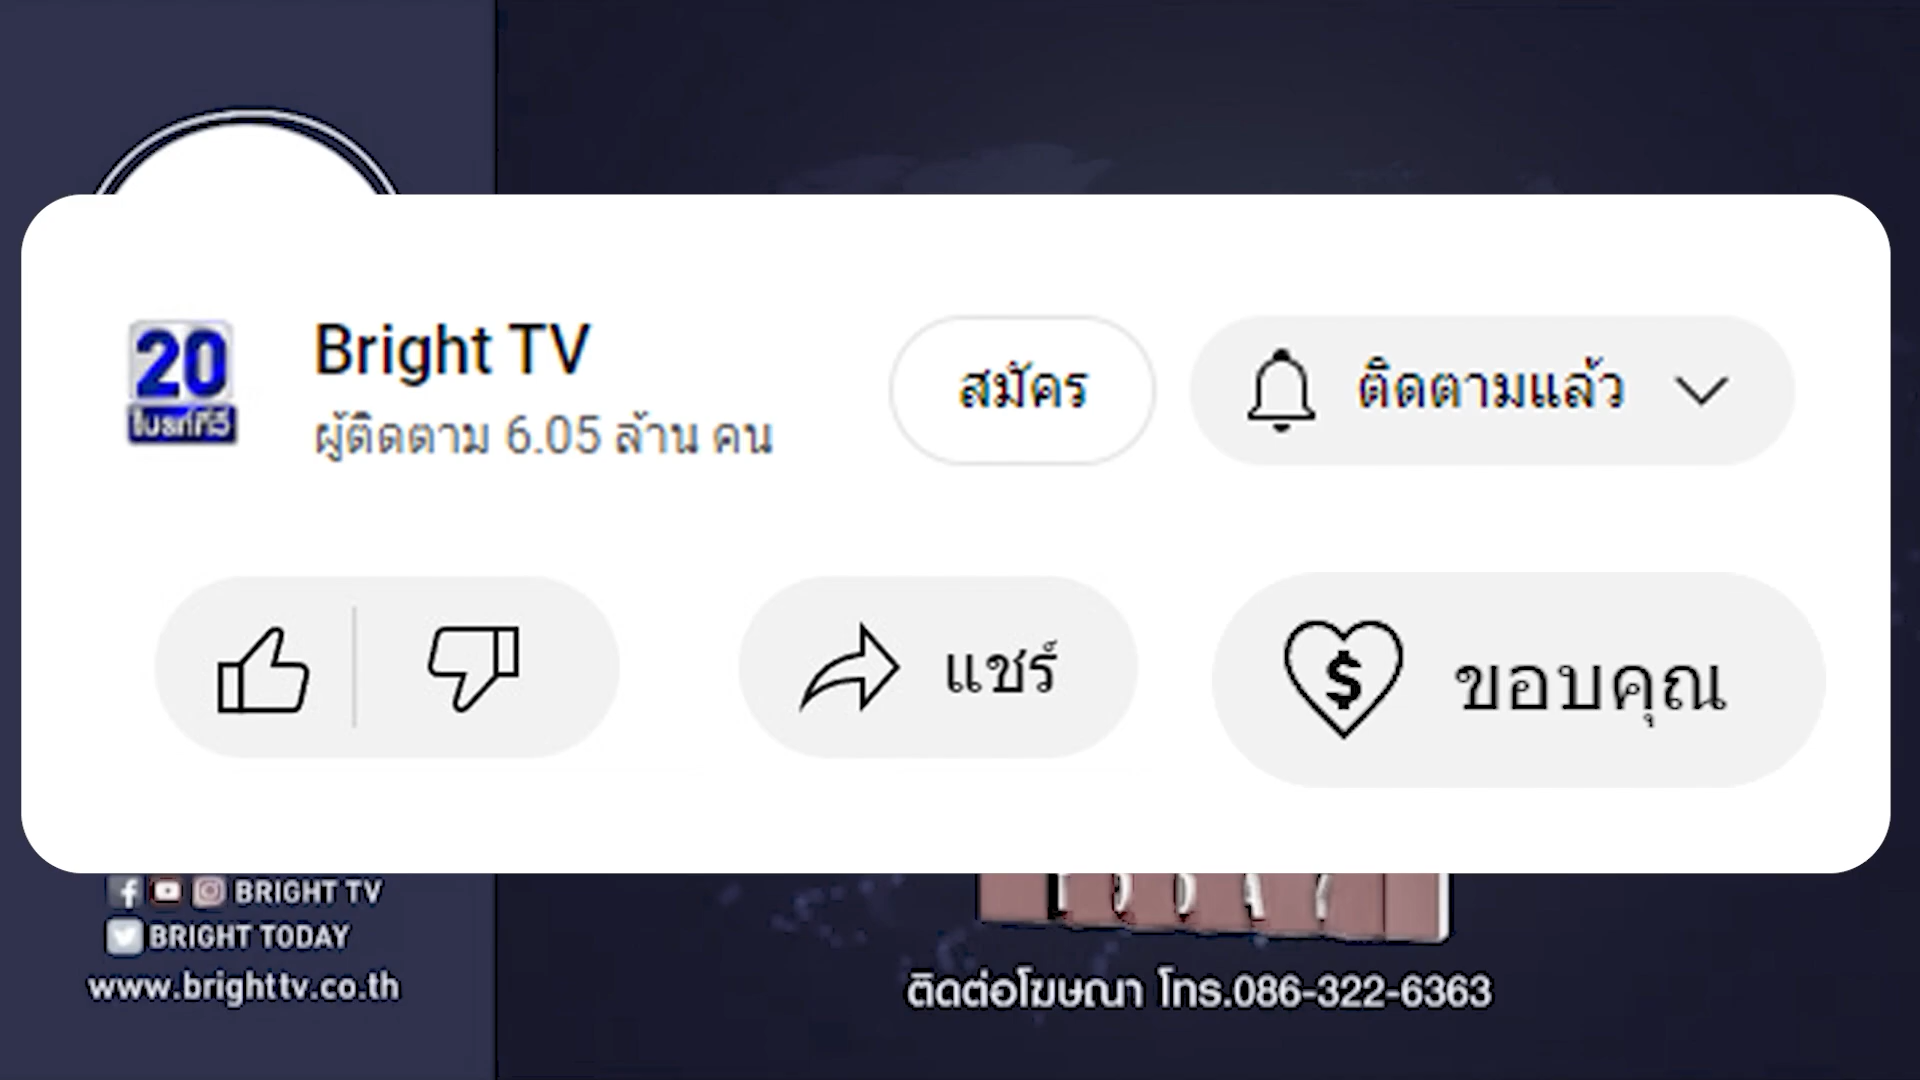 20
ไบรท์ทีวี
Bright TV
ผู้ติดตาม 6.05 ล้าน คน
สมัคร
ติดตามแล้ว
แชร์
$ ขอบคุณ
BRIGHT TV
BRIGHT TODAY
www.brighttv.co.th
ติดต่อโฆษณา โทร.086-322-6363